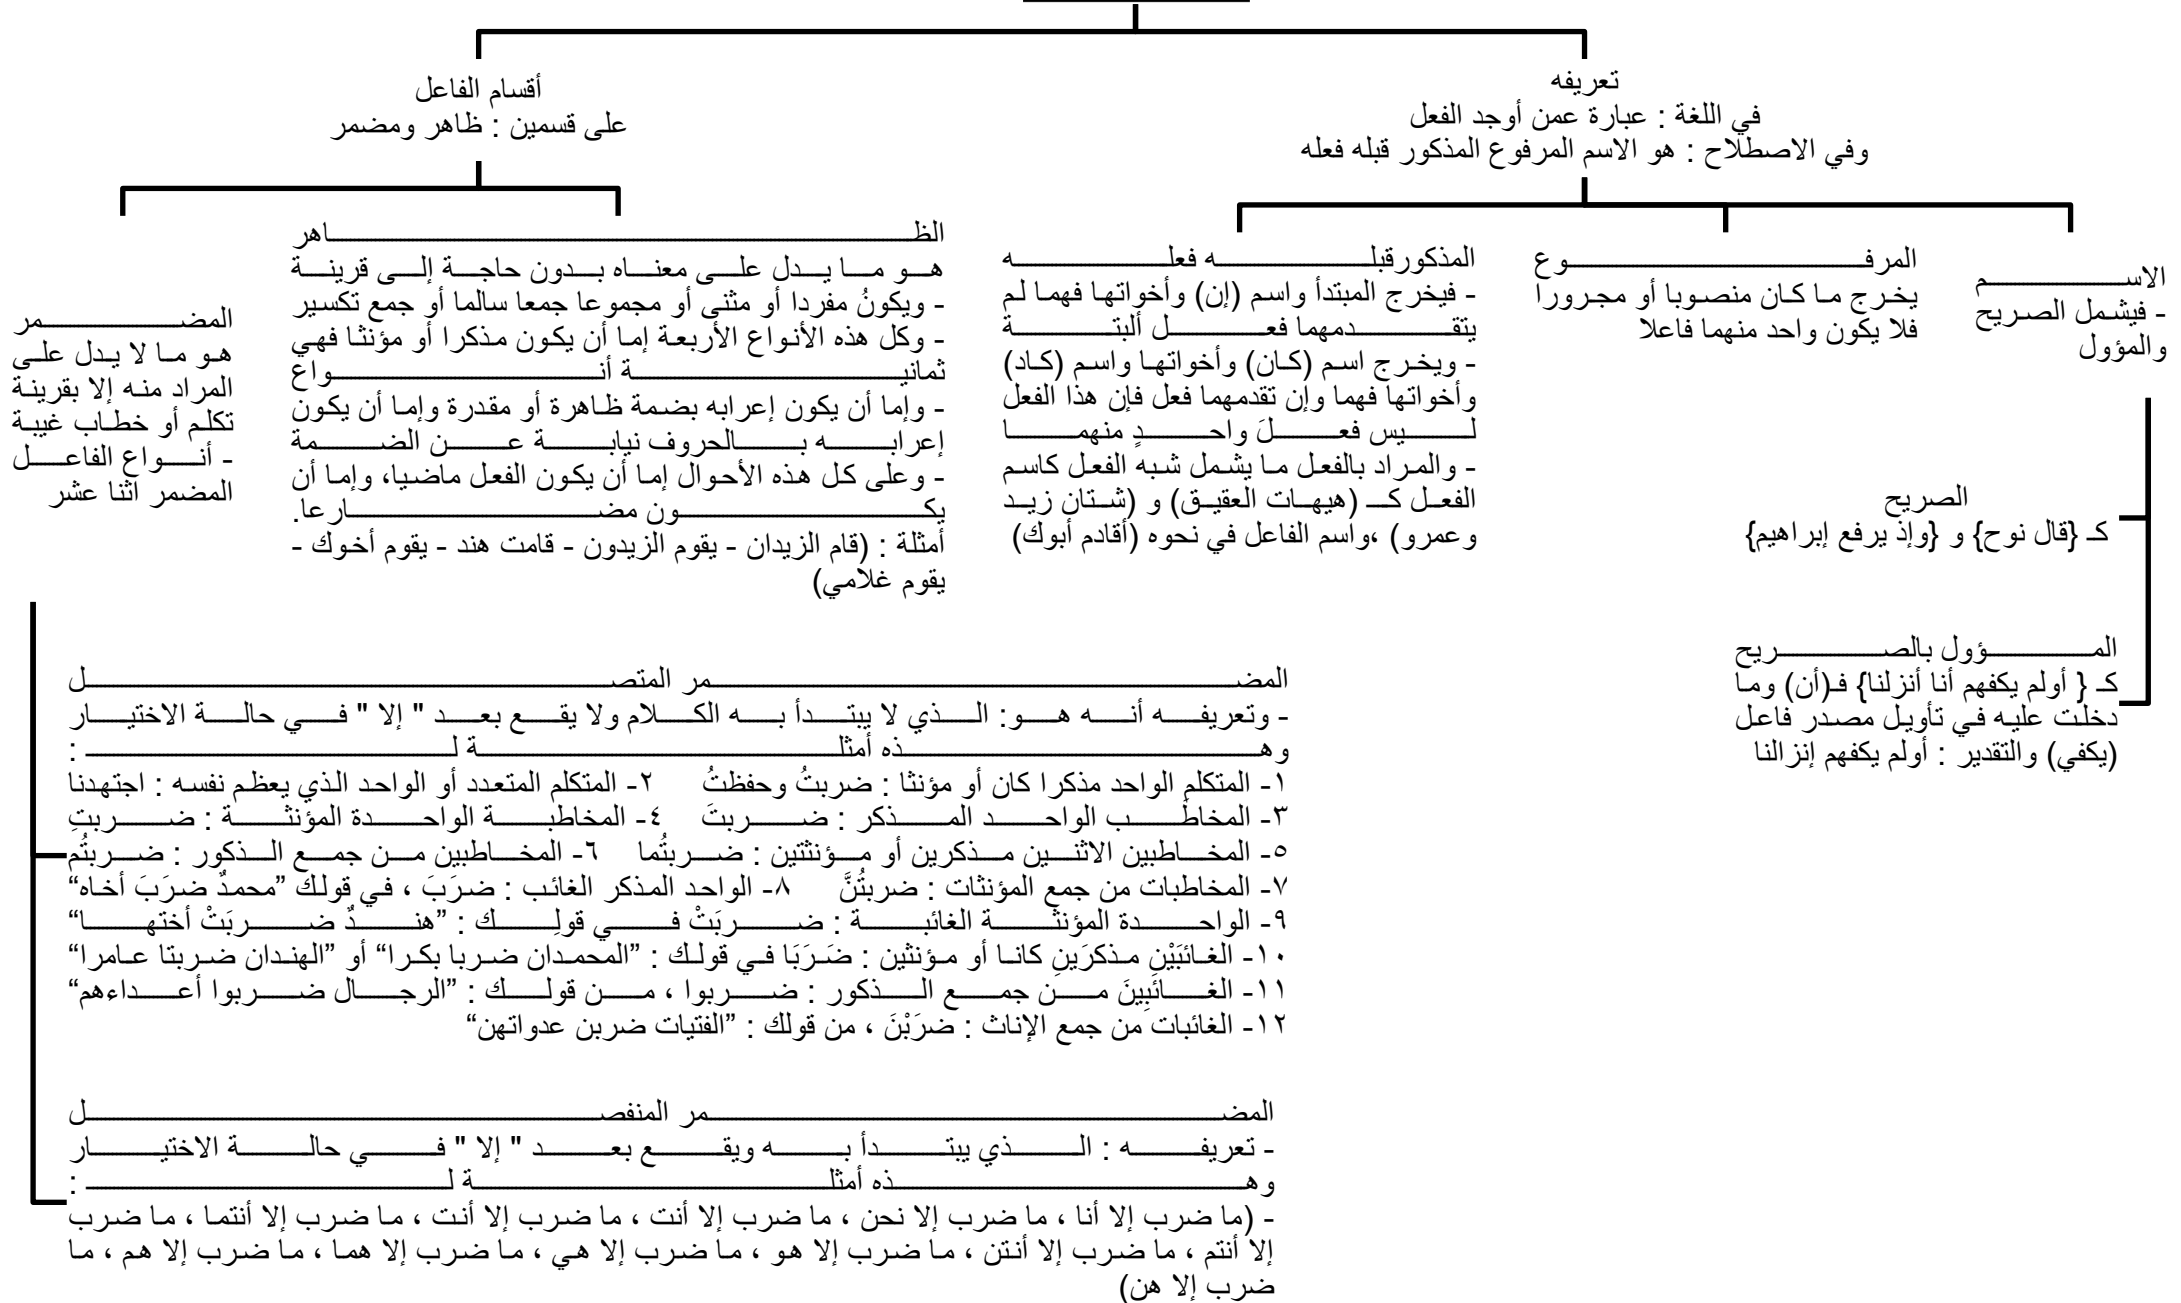 تعريفه
في اللغة : عبارة عمن أوجد الفعل
وفي الاصطلاح : هو الاسم المرفوع المذكور قبله فعله
الاسم
- فيشمل الصريح
والمؤول
الصريح
كـ {قال نوح} و {وإذ يرفع إبراهيم}
المؤول بالصريح
كـ { أولم يكفهم أنا أنزلنا} فـ(أن) وما
دخلت عليه في تأويل مصدر فاعل
(يكفي) والتقدير : أولم يكفهم إنزالنا
المرفوع
يخرج ما كان منصوبا أو مجرورا
فلا يكون واحد منهما فاعلا
المذكورقبله فعله
- فيخرج المبتدأ واسم (إن) وأخواتها فهما لم
يتقدمهما فعل ألبتة
- ويخرج اسم (كان) وأخواتها واسم (كاد)
وأخواتها فهما وإن تقدمهما فعل فإن هذا الفعل
ليس فعلَ واحدٍ منهما
- والمراد بالفعل ما يشمل شبه الفعل كاسم
الفعل كـ (هيهات العقيق) و (شتان زيد
وعمرو) ،واسم الفاعل في نحوه (أقادم أبوك)
أقسام الفاعل
على قسمين : ظاهر ومضمر
الظاهر
هو ما يدل على معناه بدون حاجة إلى قرينة
- ويكونُ مفردا أو مثنى أو مجموعا جمعا سالما أو جمع تكسير
- وكل هذه الأنواع الأربعة إما أن يكون مذكرا أو مؤنثا فهي
ثمانية أنواع
- وإما أن يكون إعرابه بضمة ظاهرة أو مقدرة وإما أن يكون
إعرابه بالحروف نيابة عن الضمة
- وعلى كل هذه الأحوال إما أن يكون الفعل ماضيا، وإما أن
يكون مضارعا.
أمثلة : (قام الزيدان - يقوم الزيدون - قامت هند - يقوم أخوك -
يقوم غلامي)
المضمر
هو ما لا يدل على
المراد منه إلا بقرينة
تكلم أو خطاب غيبة
- أنواع الفاعل
المضمر اثنا عشر
المضمر المتصل
- وتعريفه أنه هو: الذي لا يبتدأ به الكلام ولا يقع بعد " إلا " في حالة الاختيار
وهذه أمثلة لـ :
١- المتكلم الواحد مذكرا كان أو مؤنثا : ضربتُ وحفظتُ ٢- المتكلم المتعدد أو الواحد الذي يعظم نفسه : اجتهدنا
٣- المخاطَب الواحد المذكر : ضربتَ ٤- المخاطبة الواحدة المؤنثة : ضربتِ
٥- المخاطبين الاثنين مذكرين أو مؤنثتين : ضربتُما ٦- المخاطبين من جمع الذكور : ضربتُم
٧- المخاطبات من جمع المؤنثات : ضربتُنَّ ٨- الواحد المذكر الغائب : ضرَبَ ، في قولك ”محمدٌ ضرَبَ أخاه“
٩- الواحدة المؤنثة الغائبة : ضربَتْ في قولِك : ”هندٌ ضربَتْ أختها“
١٠- الغائبَيْنِ مذكرَينِ كانا أو مؤنثين : ضَرَبَا في قولك : ”المحمدان ضربا بكرا“ أو ”الهندان ضربتا عامرا“
١١- الغائبِينَ من جمع الذكور : ضربوا ، من قولك : ”الرجال ضربوا أعداءهم“
١٢- الغائبات من جمع الإناث : ضرَبْنَ ، من قولك : ”الفتيات ضربن عدواتهن“
المضمر المنفصل
- تعريفه : الذي يبتدأ به ويقع بعد " إلا " في حالة الاختيار
وهذه أمثلة لـ :
- (ما ضرب إلا أنا ، ما ضرب إلا نحن ، ما ضرب إلا أنت ، ما ضرب إلا أنت ، ما ضرب إلا أنتما ، ما ضرب
إلا أنتم ، ما ضرب إلا أنتن ، ما ضرب إلا هو ، ما ضرب إلا هي ، ما ضرب إلا هما ، ما ضرب إلا هم ، ما
ضرب إلا هن)